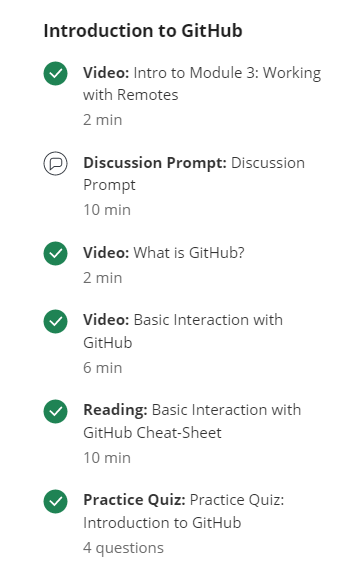 Introduction to GitHub
Video: Intro to Module 3: Working
with Remotes
2 min
Discussion Prompt: Discussion
Prompt
10 min
Video: What is GitHub?
2 min
Video: Basic Interaction with
GitHub
6 min
Reading: Basic Interaction with
GitHub Cheat-Sheet
10 min
Practice Quiz: Practice Quiz:
Introduction to GitHub
4 questions